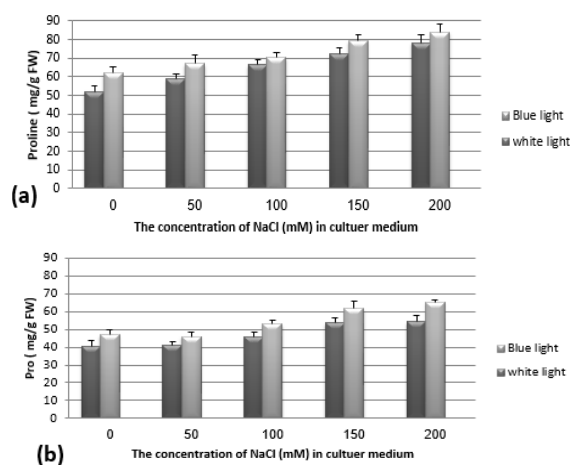 90
80
70
60
50
40
30
20
10
0
Proline ( mg/g FW)
0 50 100 150 200
The concentration of NaCl (mM) in cultuer medium
Blue light
white light
(a)
90
80
70
60
50
40
30
20
10
0
Pro ( mg/g FW)
0 50 100 150 200
The concentration of NaCl (mM) in cultuer medium
Blue light
white light
(b)